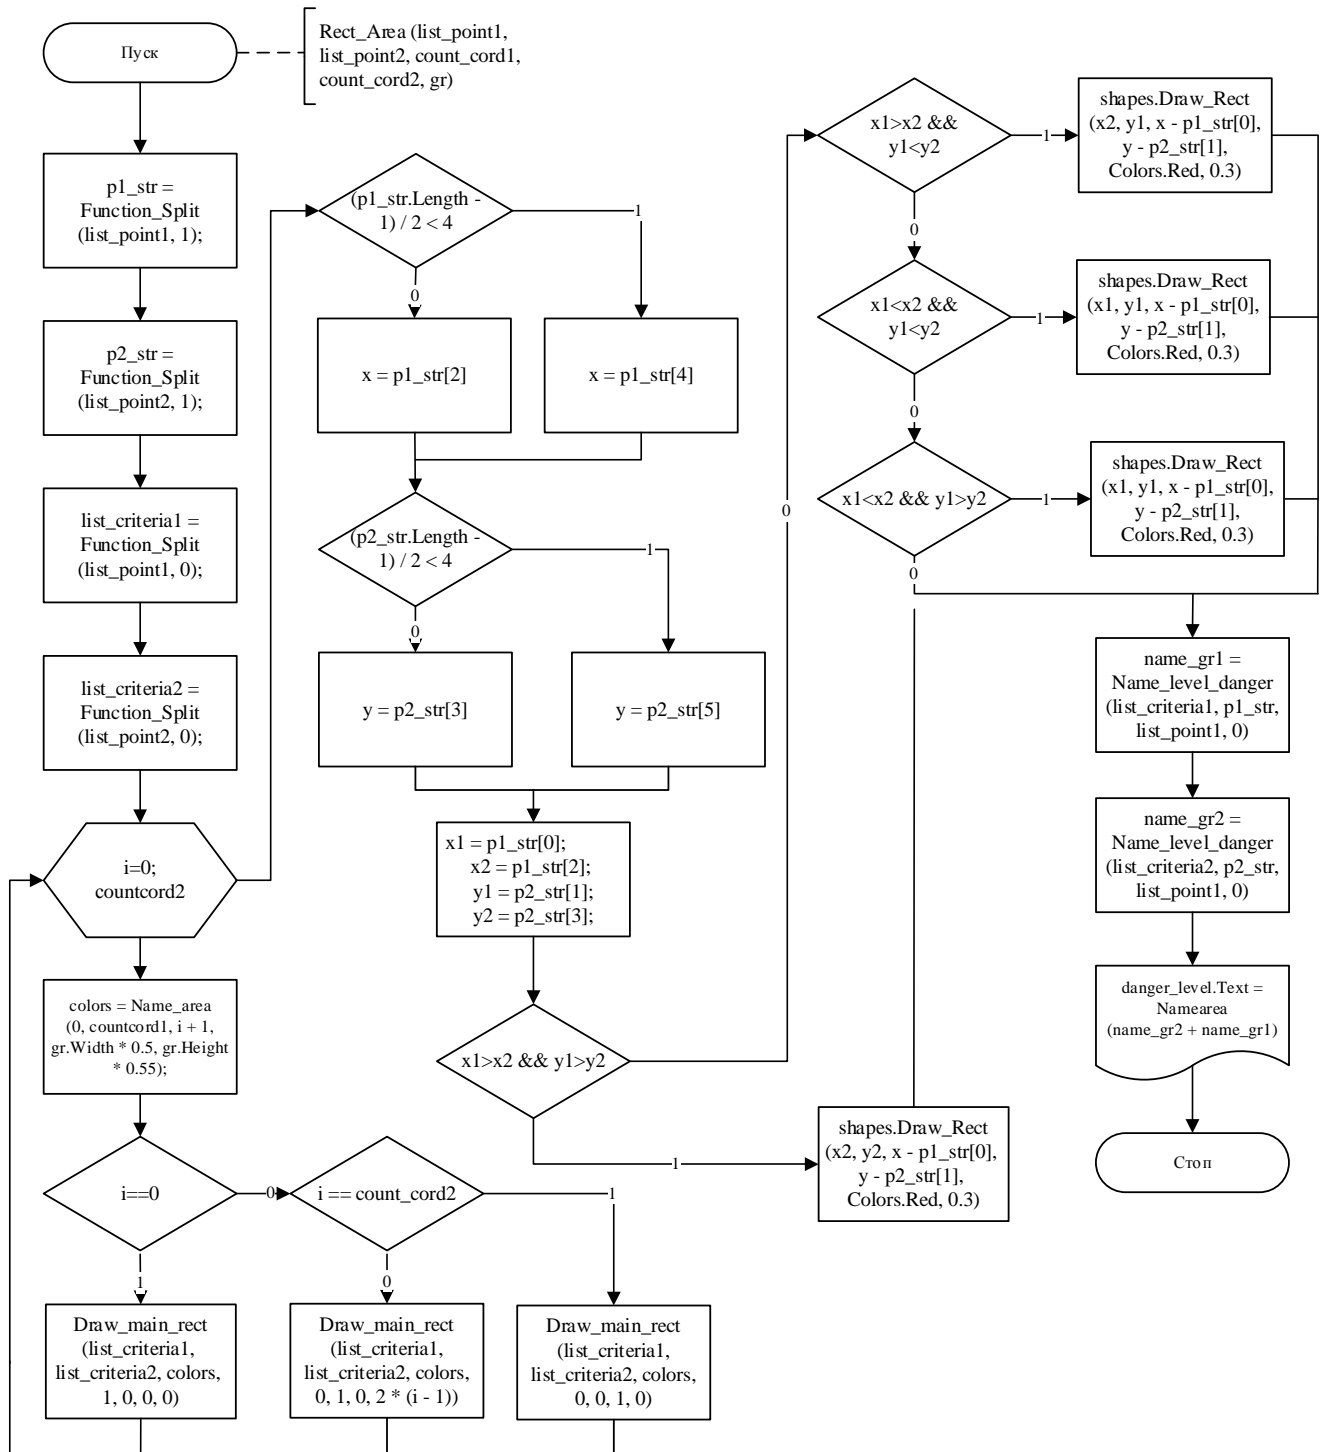 Пуск
Rect_Area (list_point1,
list_point2, count_cord1,
count_cord2, gr)
p1_str =
Function_Split
(list_point1, 1);
p2_str =
Function_Split
(list_point2, 1);
list_criteria1 =
Function_Split
(list_point1, 0);
list_criteria2 =
Function_Split
(list_point2, 0);
i=0;
countcord2
colors = Name_area
(0, countcord1, i + 1,
gr.Width * 0.5, gr.Height
* 0.55);
i==0
0
1
i == count_cord2
1
0
Draw_main_rect
(list_criteria1,
list_criteria2, colors,
1, 0, 0, 0)
Draw_main_rect
(list_criteria1,
list_criteria2, colors,
0, 1, 0, 2 * (i - 1))
Draw_main_rect
(list_criteria1,
list_criteria2, colors,
0, 0, 1, 0)
(p1_str.Length -
1) / 2 < 4
1
0
x = p1_str[2]
x = p1_str[4]
(p2_str.Length -
1) / 2 < 4
1
0
y = p2_str[3]
y = p2_str[5]
x1 = p1_str[0];
x2 = p1_str[2];
y1 = p2_str[1];
y2 = p2_str[3];
x1>x2 && y1>y2
0
1
shapes.Draw_Rect
(x2, y2, x - p1_str[0],
y - p2_str[1],
Colors.Red, 0.3)
x1>x2 &&
y1<y2
1
0
shapes.Draw_Rect
(x2, y1, x - p1_str[0],
y - p2_str[1],
Colors.Red, 0.3)
x1<x2 &&
y1<y2
1
0
shapes.Draw_Rect
(x1, y1, x - p1_str[0],
y - p2_str[1],
Colors.Red, 0.3)
x1<x2 && y1>y2
1
0
shapes.Draw_Rect
(x1, y1, x - p1_str[0],
y - p2_str[1],
Colors.Red, 0.3)
name_gr1 =
Name_level_danger
(list_criteria1, p1_str,
list_point1, 0)
name_gr2 =
Name_level_danger
(list_criteria2, p2_str,
list_point1, 0)
danger_level.Text =
Namearea
(name_gr2 + name_gr1)
Стоп